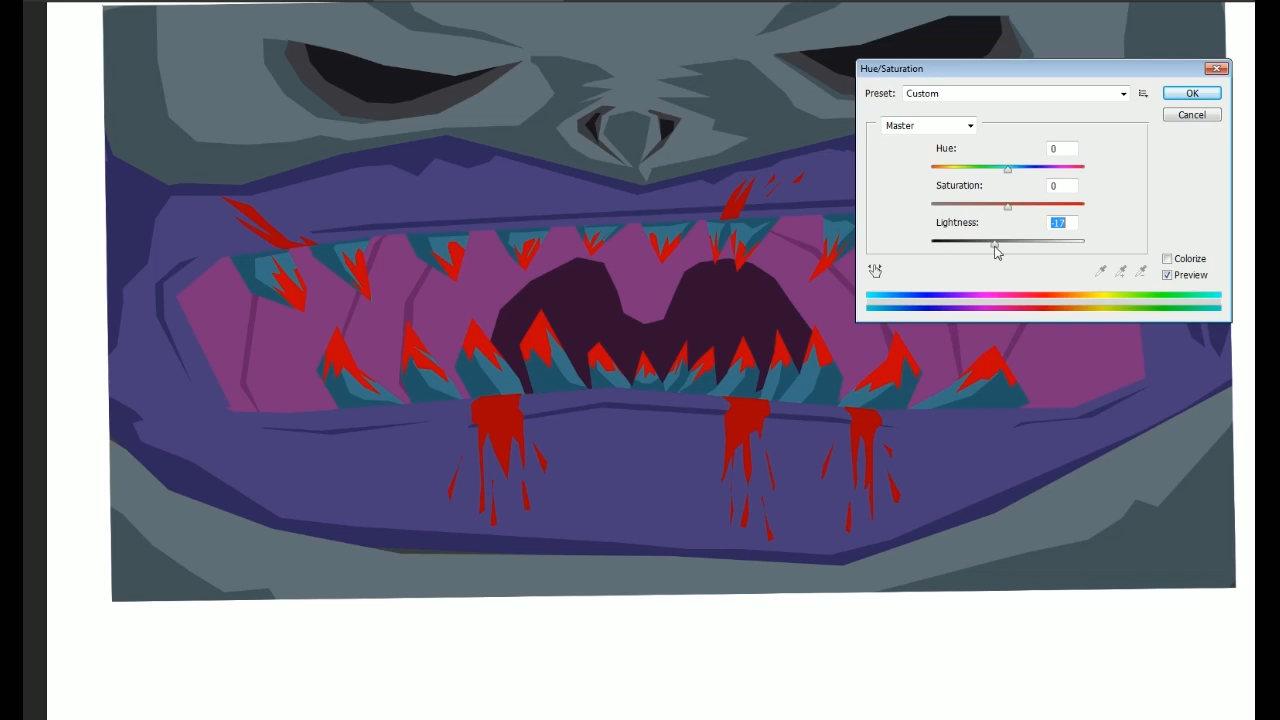 Hue/Saturation
Preset: Custom OK
Cancel
Master
Hue: 0
Saturation: 0
Lightness: -17
Colorize
Preview